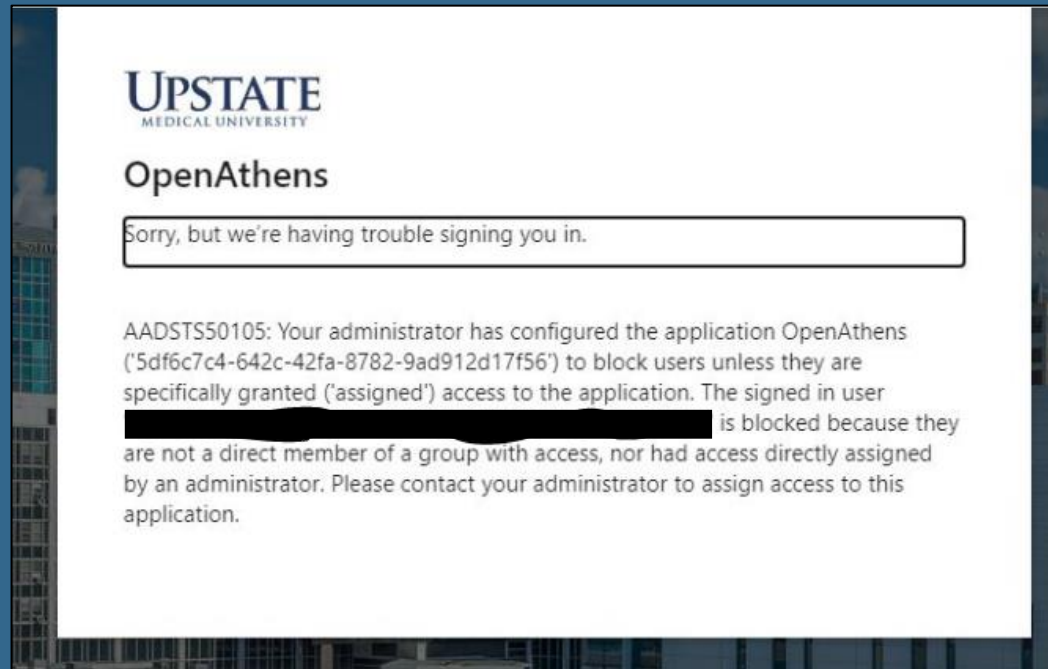 UPSTATE
MEDICAL UNIVERSITY
OpenAthens
Sorry, but we're having trouble signing you in.
AADSTS50105: Your administrator has configured the application OpenAthens
('5df6c7c4-642c-42fa-8782-9ad912d17f56') to block users unless they are
specifically granted ('assigned') access to the application. The signed in user
is blocked because they
are not a direct member of a group with access, nor had access directly assigned
by an administrator. Please contact your administrator to assign access to this
application.